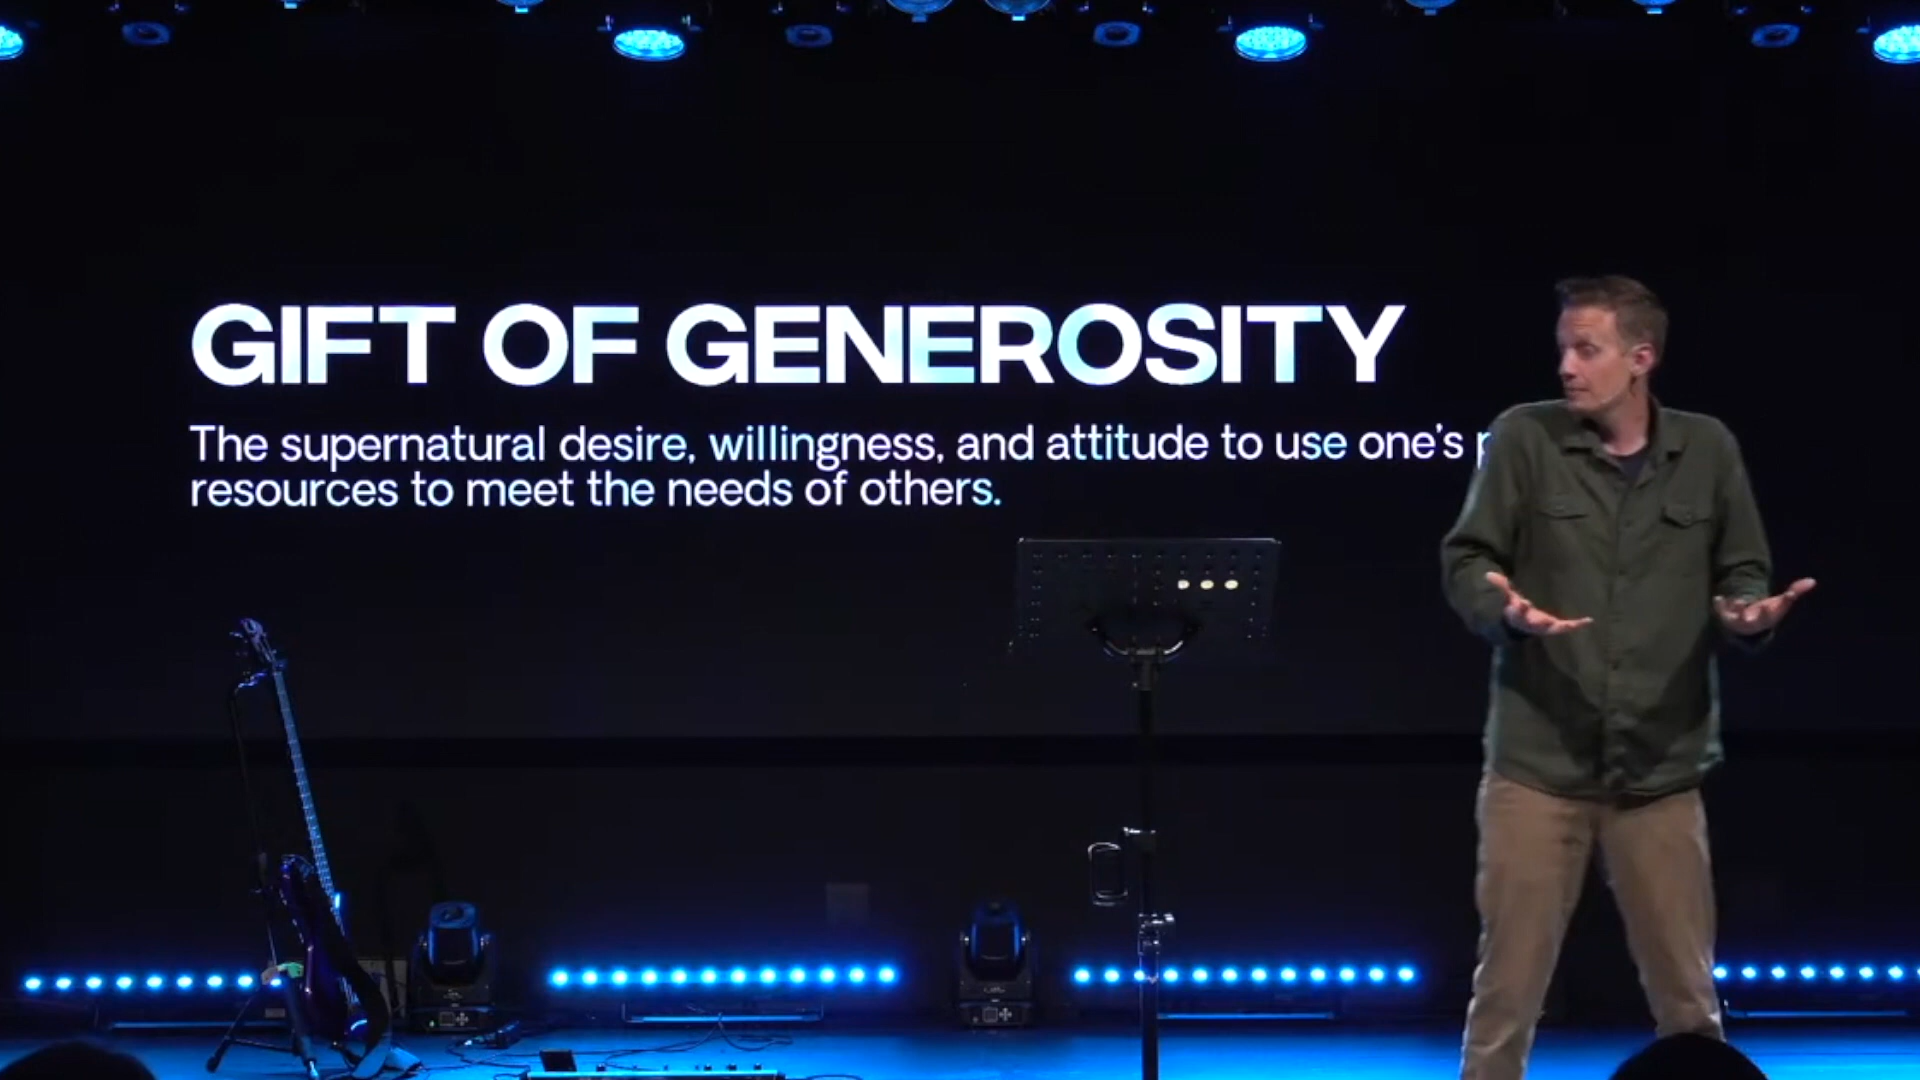 GIFT OF GENEROSITY
The supernatural desire, willingness, and attitude to use one’s
resources to meet the needs of others.